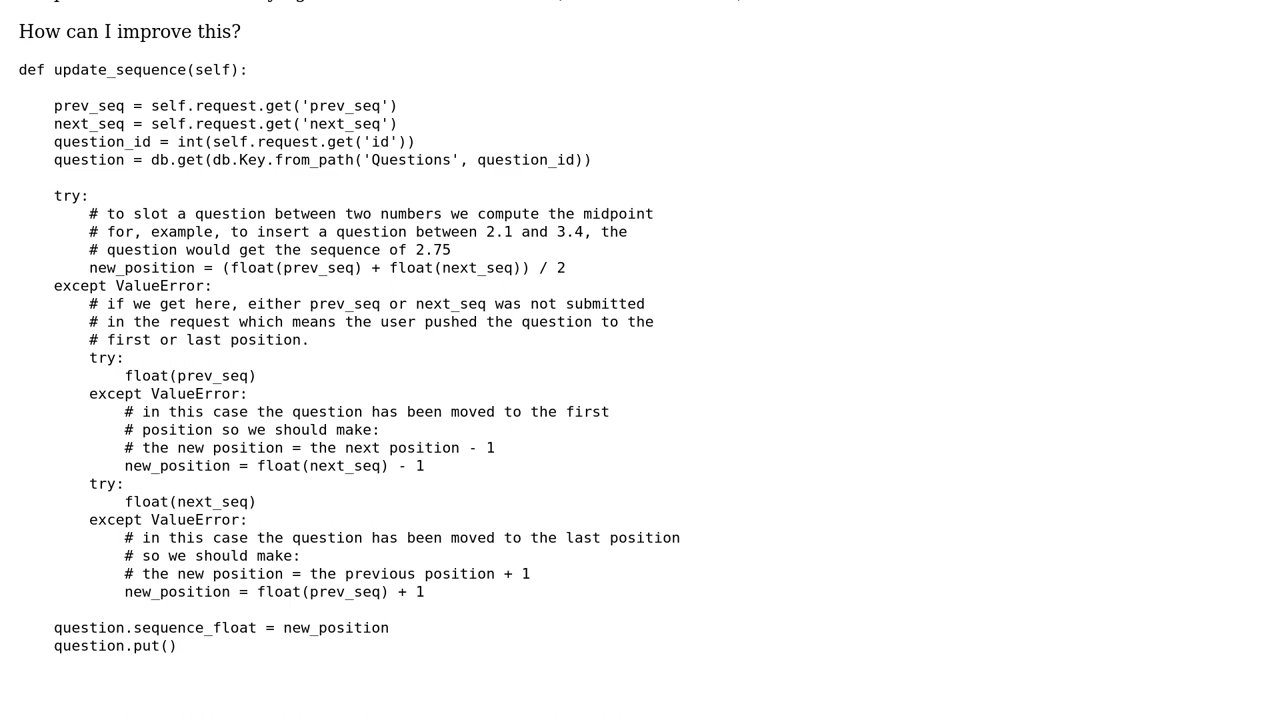 How can I improve this?
def update_sequence(self):
    prev_seq = self.request.get('prev_seq')
    next_seq = self.request.get('next_seq')
    question_id = int(self.request.get('id'))
    question = db.get(db.Key.from_path('Questions', question_id))
    try:
        # to slot a question between two numbers we compute the midpoint
        # for, example, to insert a question between 2.1 and 3.4, the
        # question would get the sequence of 2.75
        new_position = (float(prev_seq) + float(next_seq)) / 2
    except ValueError:
        # if we get here, either prev_seq or next_seq was not submitted
        # in the request which means the user pushed the question to the
        # first or last position.
        try:
            float(prev_seq)
        except ValueError:
            # in this case the question has been moved to the first
            # position so we should make:
            # the new position = the next position - 1
            new_position = float(next_seq) - 1
        try:
            float(next_seq)
        except ValueError:
            # in this case the question has been moved to the last position
            # so we should make:
            # the new position = the previous position + 1
            new_position = float(prev_seq) + 1
    question.sequence_float = new_position
    question.put()